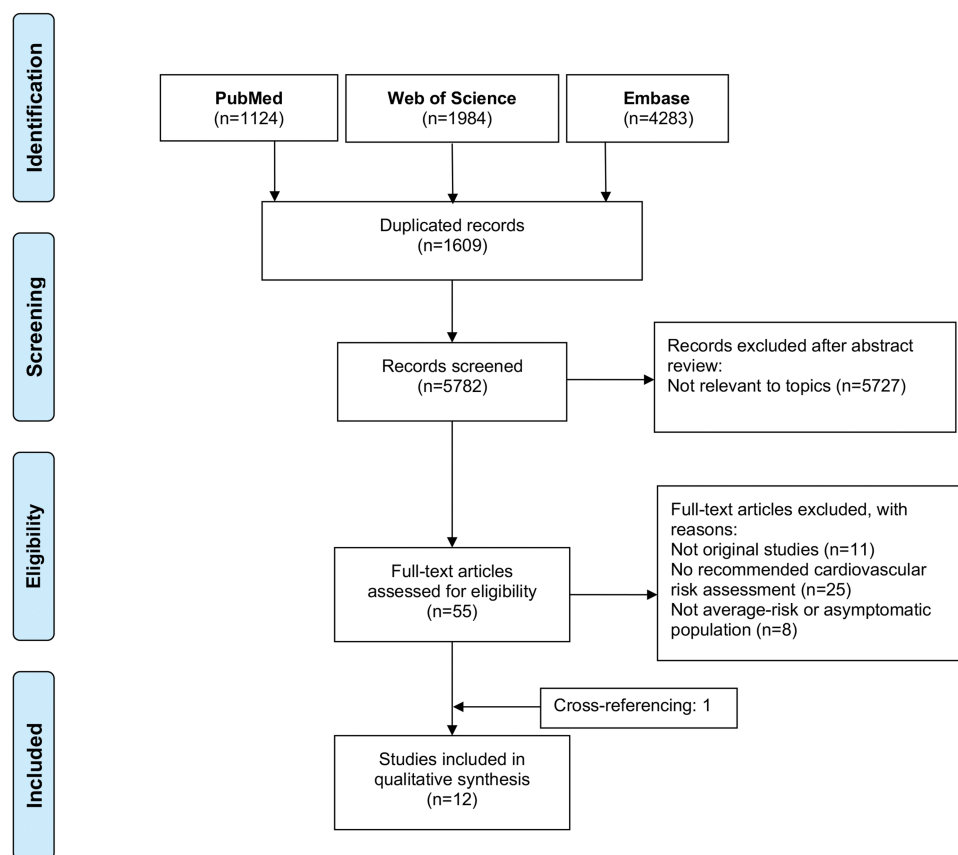 Identification
PubMed
(n=1124)
Web of Science
(n=1984)
Embase
(n=4283)
Duplicated records
(n=1609)
Screening
Records screened
(n=5782)
Records excluded after abstract
review:
Not relevant to topics (n=5727)
Eligibility
Full-text articles
assessed for eligibility
(n=55)
Full-text articles excluded, with
reasons:
Not original studies (n=11)
No recommended cardiovascular
risk assessment (n=25)
Not average-risk or asymptomatic
population (n=8)
Cross-referencing: 1
Included
Studies included in
qualitative synthesis
(n=12)